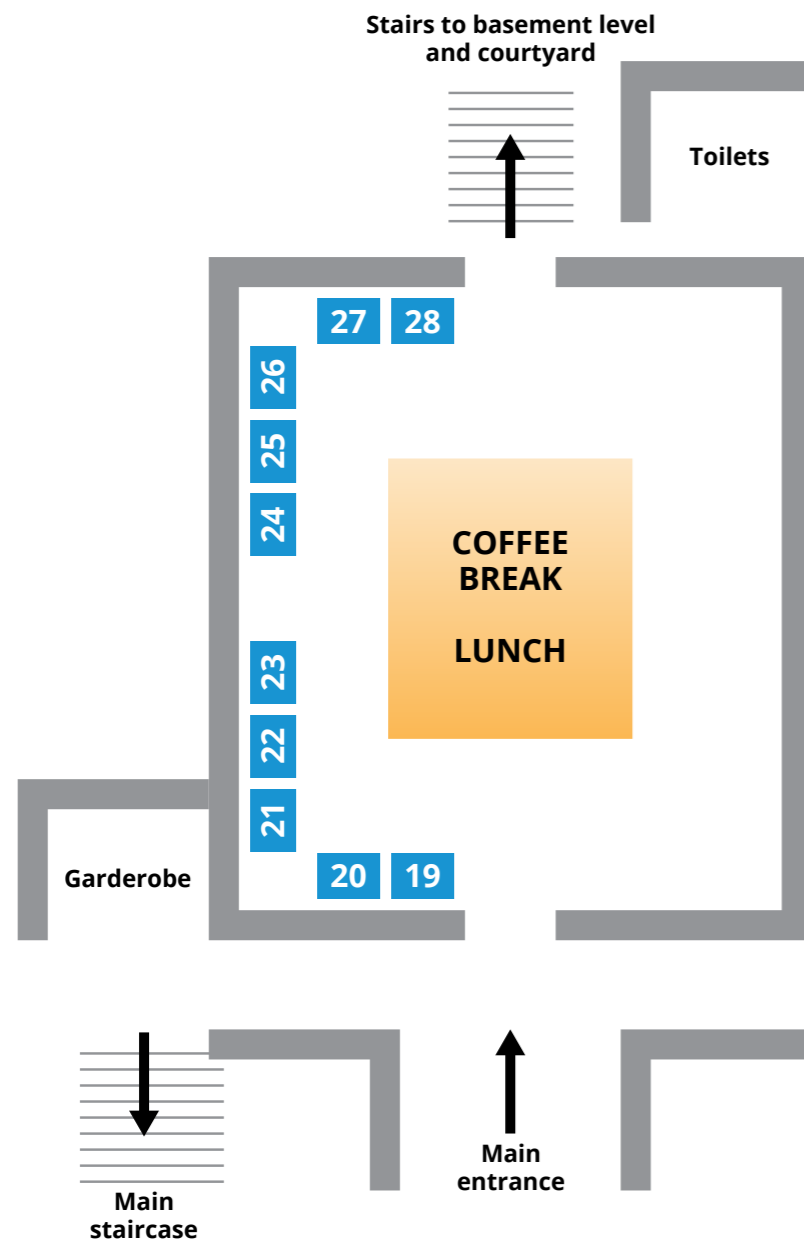 Stairs to basement level
and courtyard
Toilets
27 28
26
25
24
COFFEE
BREAK
LUNCH
23
22
21
20 19
Garderobe
Main
entrance
Main
staircase